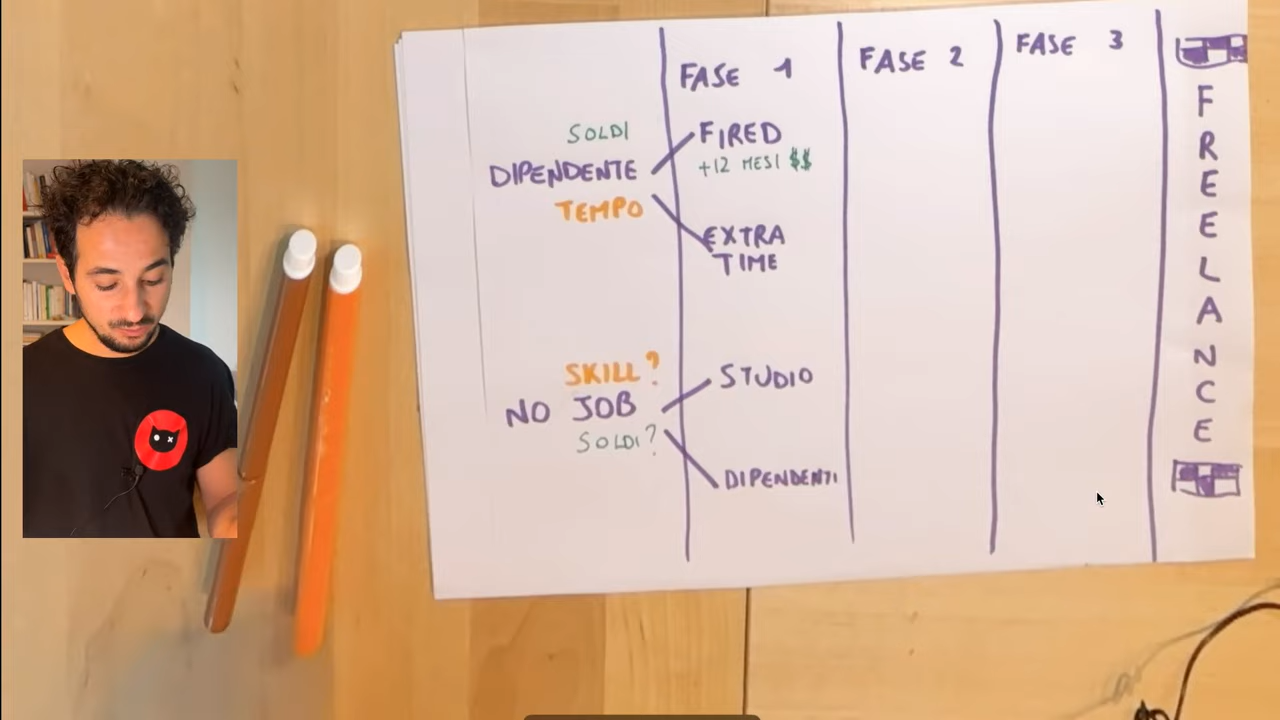 FASE 1
FASE 2
FASE 3
SOLDI
DIPENDENTE
TEMPO
FIRED
+12 MESI $$
EXTRA
TIME
SKILL?
NO JOB
SOLDI?
STUDIO
DIPENDENTI
FREELANCE